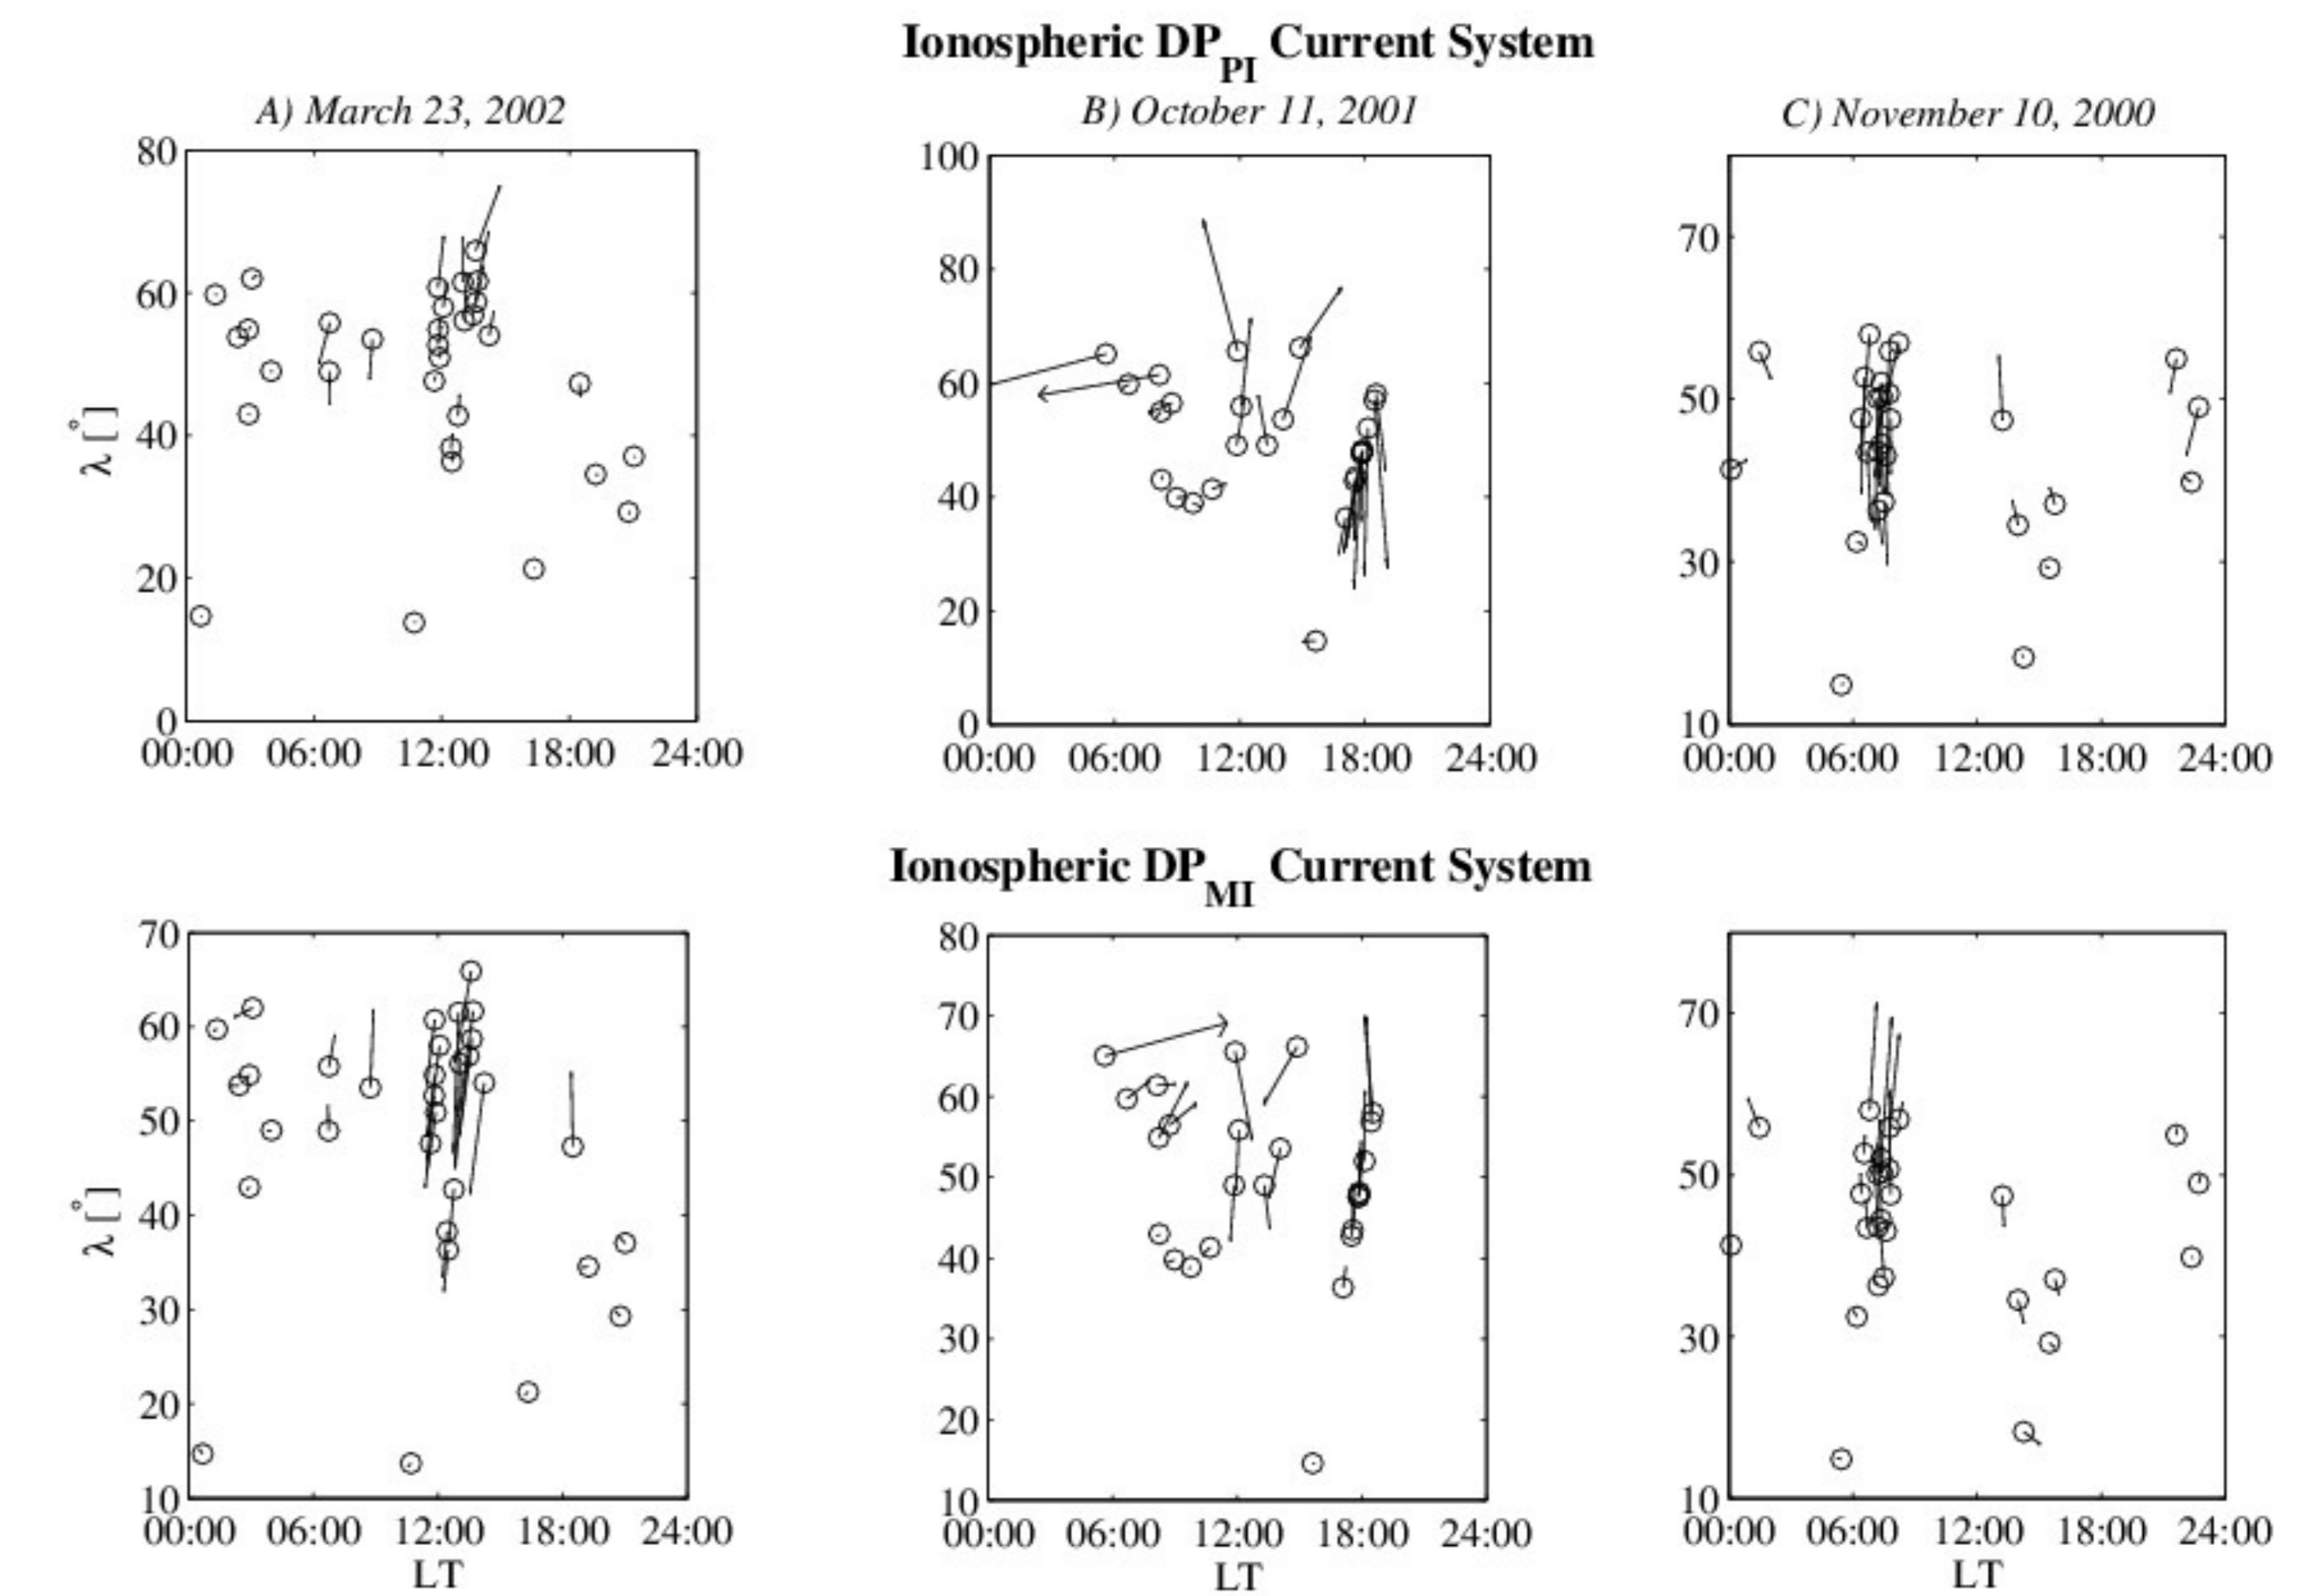 Ionospheric DP_PI Current System
A) March 23, 2002
B) October 11, 2001
C) November 10, 2000
λ [°]
80
60
40
20
0
00:00 06:00 12:00 18:00 24:00
100
80
60
40
20
0
00:00 06:00 12:00 18:00 24:00
70
50
30
10
00:00 06:00 12:00 18:00 24:00
Ionospheric DP_MI Current System
λ [°]
70
60
50
40
30
20
10
00:00 06:00 12:00 18:00 24:00
LT
80
70
60
50
40
30
20
10
00:00 06:00 12:00 18:00 24:00
LT
70
50
30
10
00:00 06:00 12:00 18:00 24:00
LT